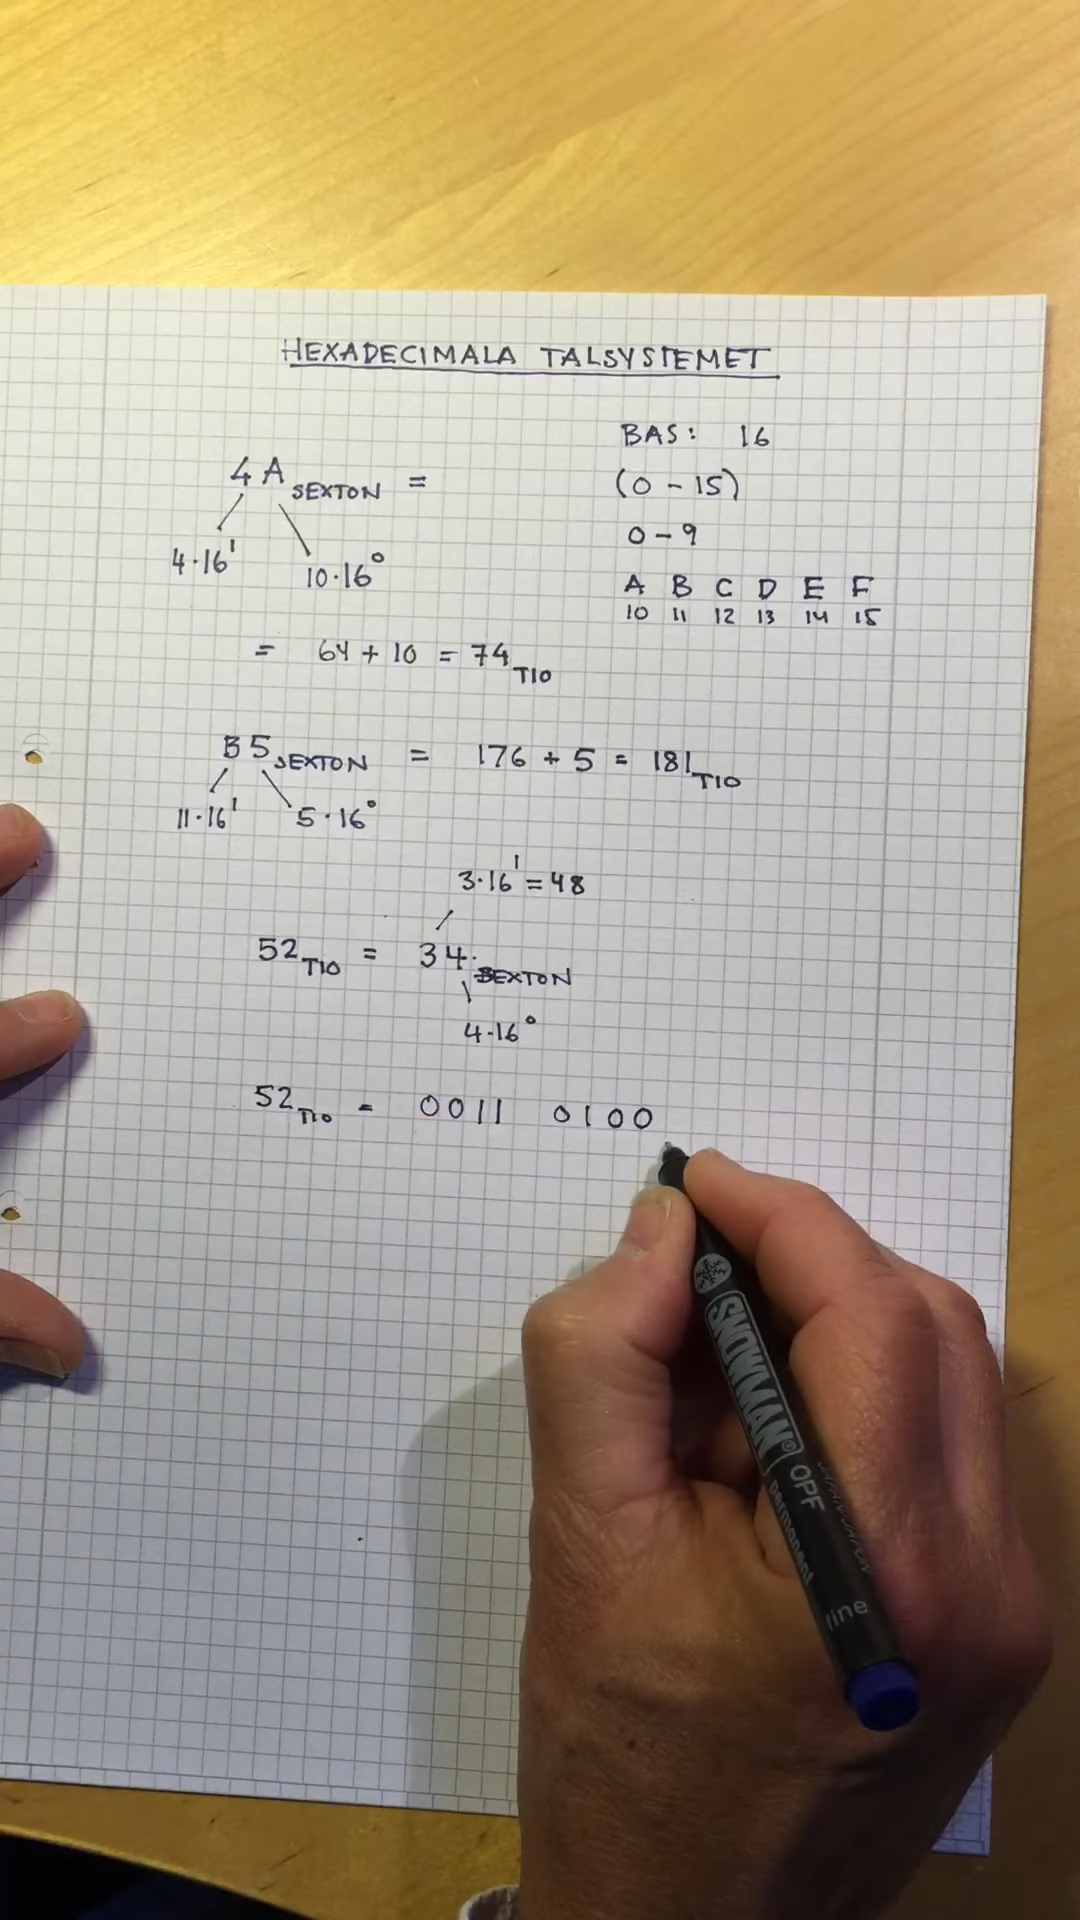 HEXADECIMALA TALSYSTEMET
BAS: 16
(0 - 15)
0 - 9
A B C D E F
10 11 12 13 14 15
4A SEXTON =
4·16¹ 10·16⁰
= 64 + 10 = 74 TIO
B5 SEXTON = 176 + 5 = 181 TIO
11·16¹ 5·16⁰
3·16¹ = 48
52 TIO = 34 SEXTON
4·16⁰
52 TIO = 0011 0100
SNOWMAN® OPF
permanent fine